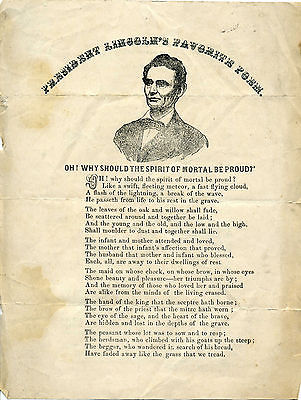 PRESIDENT LINCOLN'S FAVORITE POEM.
OH! WHY SHOULD THE SPIRIT OF MORTAL BE PROUD?"
OH! why should the spirit of mortal be proud?
Like a swift, fleeting meteor, a fast flying cloud,
A flash of the lightning, a break of the wave,
He passeth from life to his rest in the grave.
The leaves of the oak and willow shall fade,
Be scattered around and together be laid;
And the young and the old, and the low and the high,
Shall moulder to dust and together shall lie.
The infant and mother attended and loved,
The mother that infant's affection that proved,
The husband that mother and infant who blessed,
Each, all, are away to their dwellings of rest.
The maid on whose cheek, on whose brow, in whose eyes
Shone beauty and pleasure—her triumphs are by;
And the memory of those who loved her and praised
Are alike from the minds of the living erased.
The hand of the king that the sceptre hath borne;
The brow of the priest that the mitre hath worn;
The eye of the sage, and the heart of the brave,
Are hidden and lost in the depths of the grave.
The peasant whose lot was to sow and to reap;
The herdsman, who climbed with his goats up the steep;
The beggar, who wandered in search of his bread,
Have faded away like the grass that we tread.